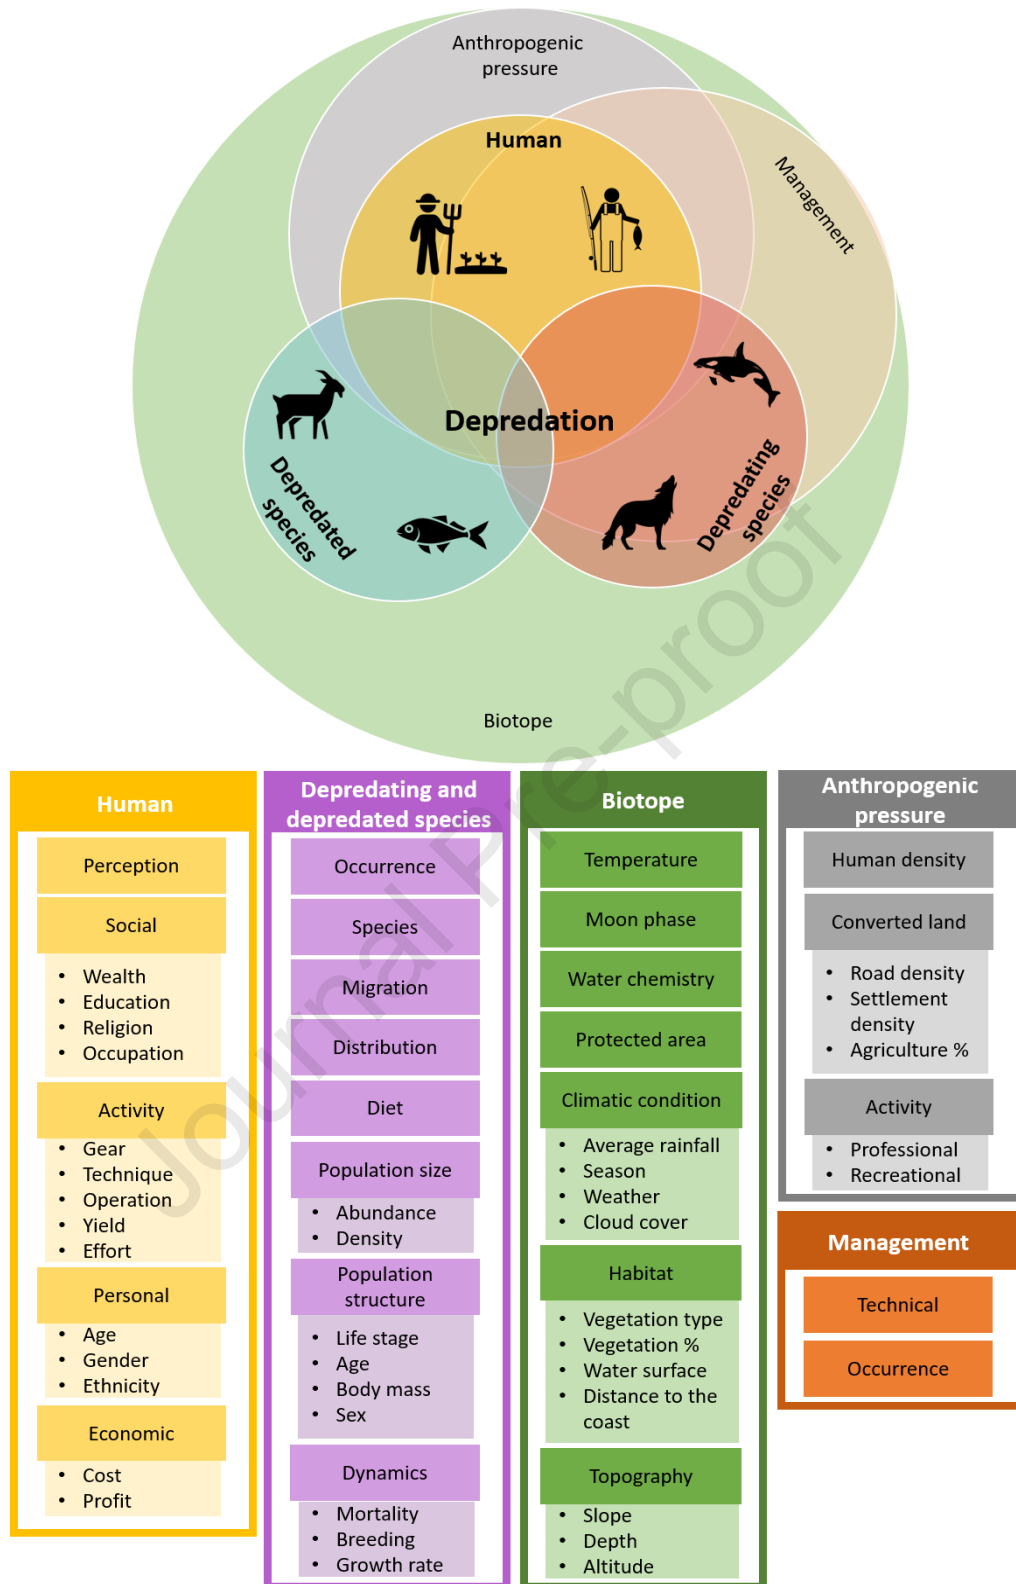 Anthropogenic
pressure
Human
Management
Depredation
Depredated
species
Depredating
species
Biotope
Journal Pre-proof
Human
Perception
Social
• Wealth
• Education
• Religion
• Occupation
Activity
• Gear
• Technique
• Operation
• Yield
• Effort
Personal
• Age
• Gender
• Ethnicity
Economic
• Cost
• Profit
Depredating and
depredated species
Occurrence
Species
Migration
Distribution
Diet
Population size
• Abundance
• Density
Population
structure
• Life stage
• Age
• Body mass
• Sex
Dynamics
• Mortality
• Breeding
• Growth rate
Biotope
Temperature
Moon phase
Water chemistry
Protected area
Climatic condition
• Average rainfall
• Season
• Weather
• Cloud cover
Habitat
• Vegetation type
• Vegetation %
• Water surface
• Distance to the
coast
Topography
• Slope
• Depth
• Altitude
Anthropogenic
pressure
Human density
Converted land
• Road density
• Settlement
density
• Agriculture %
Activity
• Professional
• Recreational
Management
Technical
Occurrence